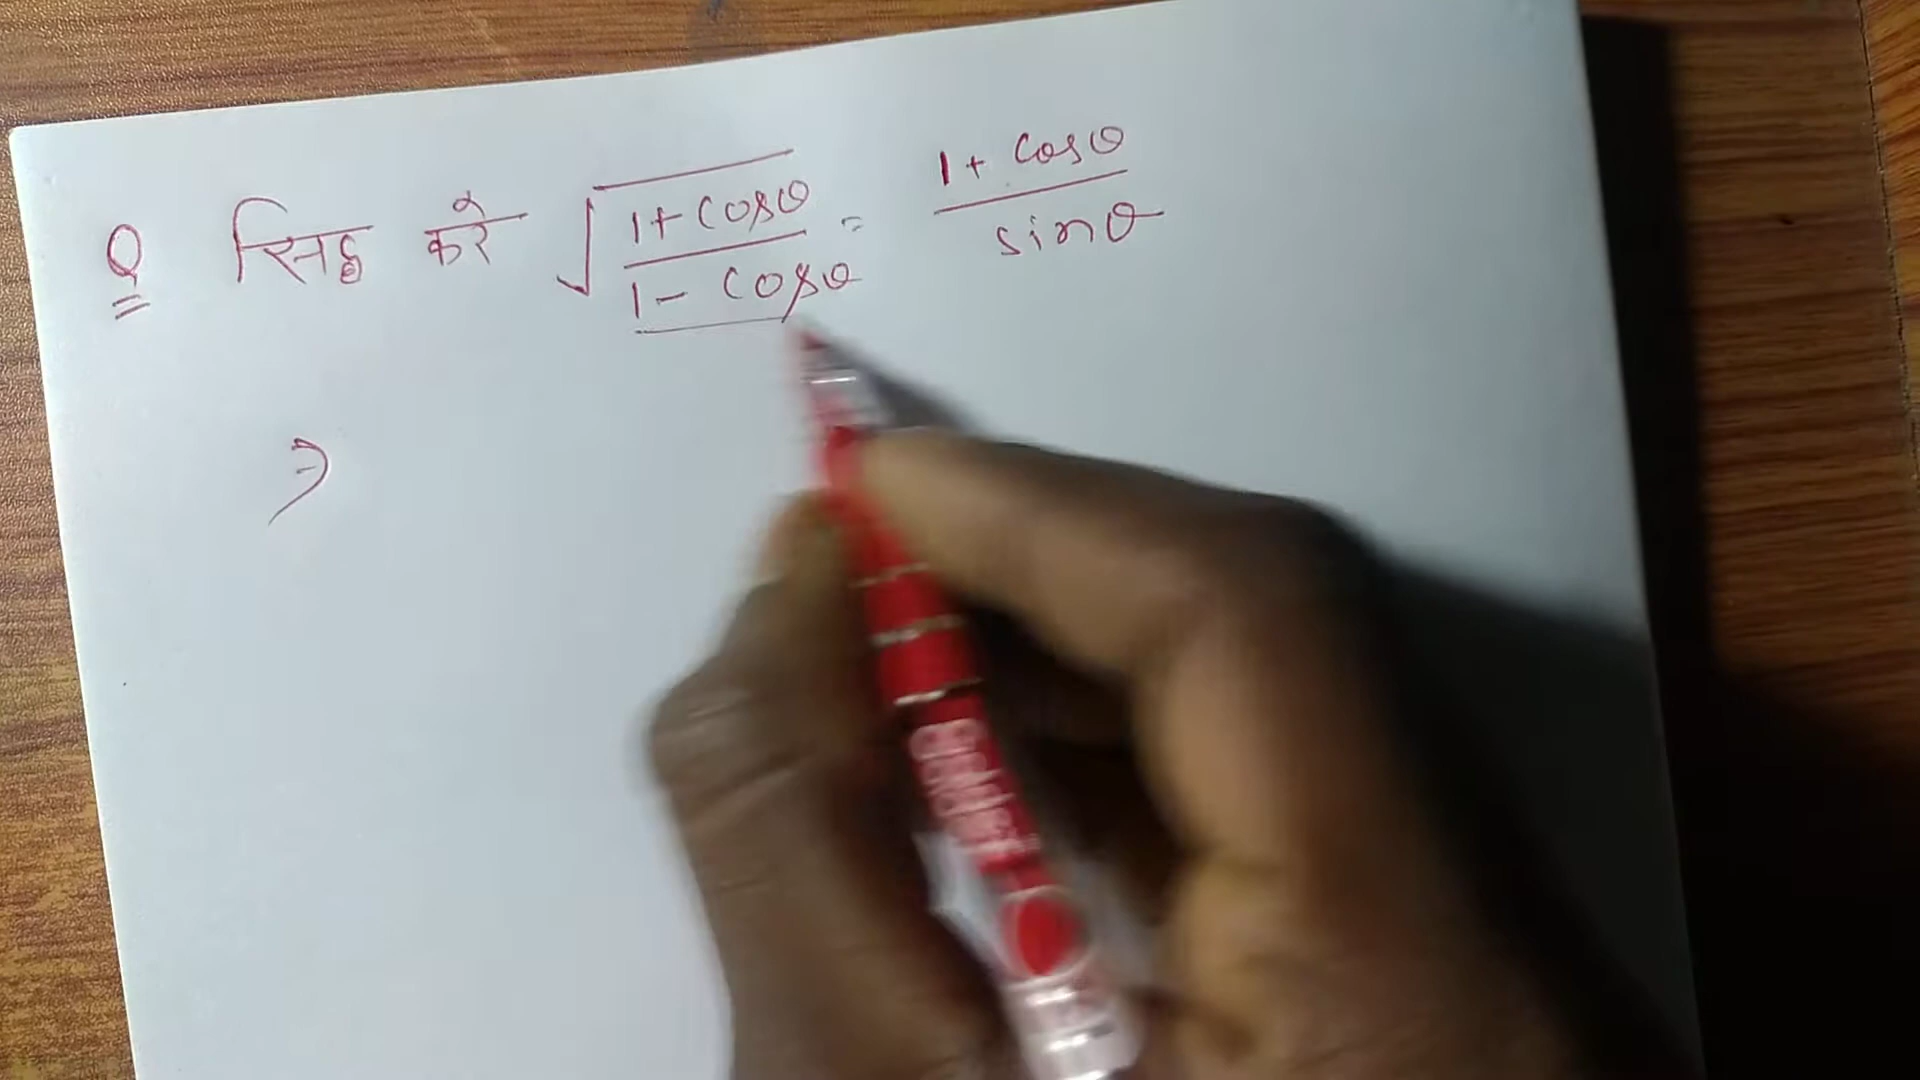 Q सिद्ध करे √(1+cosθ / 1-cosθ) = 1+cosθ / sinθ
⇒